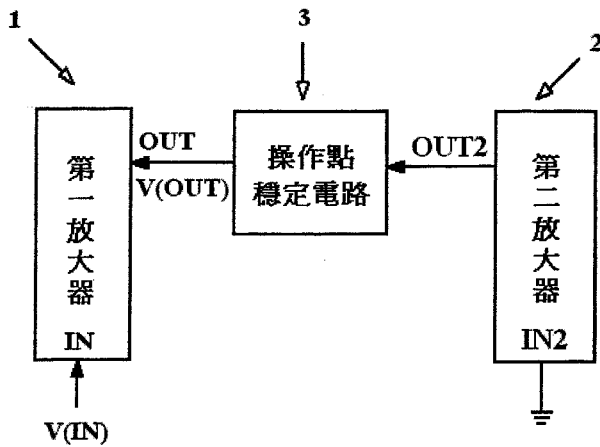 1
3
2
OUT
V(OUT)
操作點
穩定電路
OUT2
第一放大器
IN
第二放大器
IN2
V(IN)